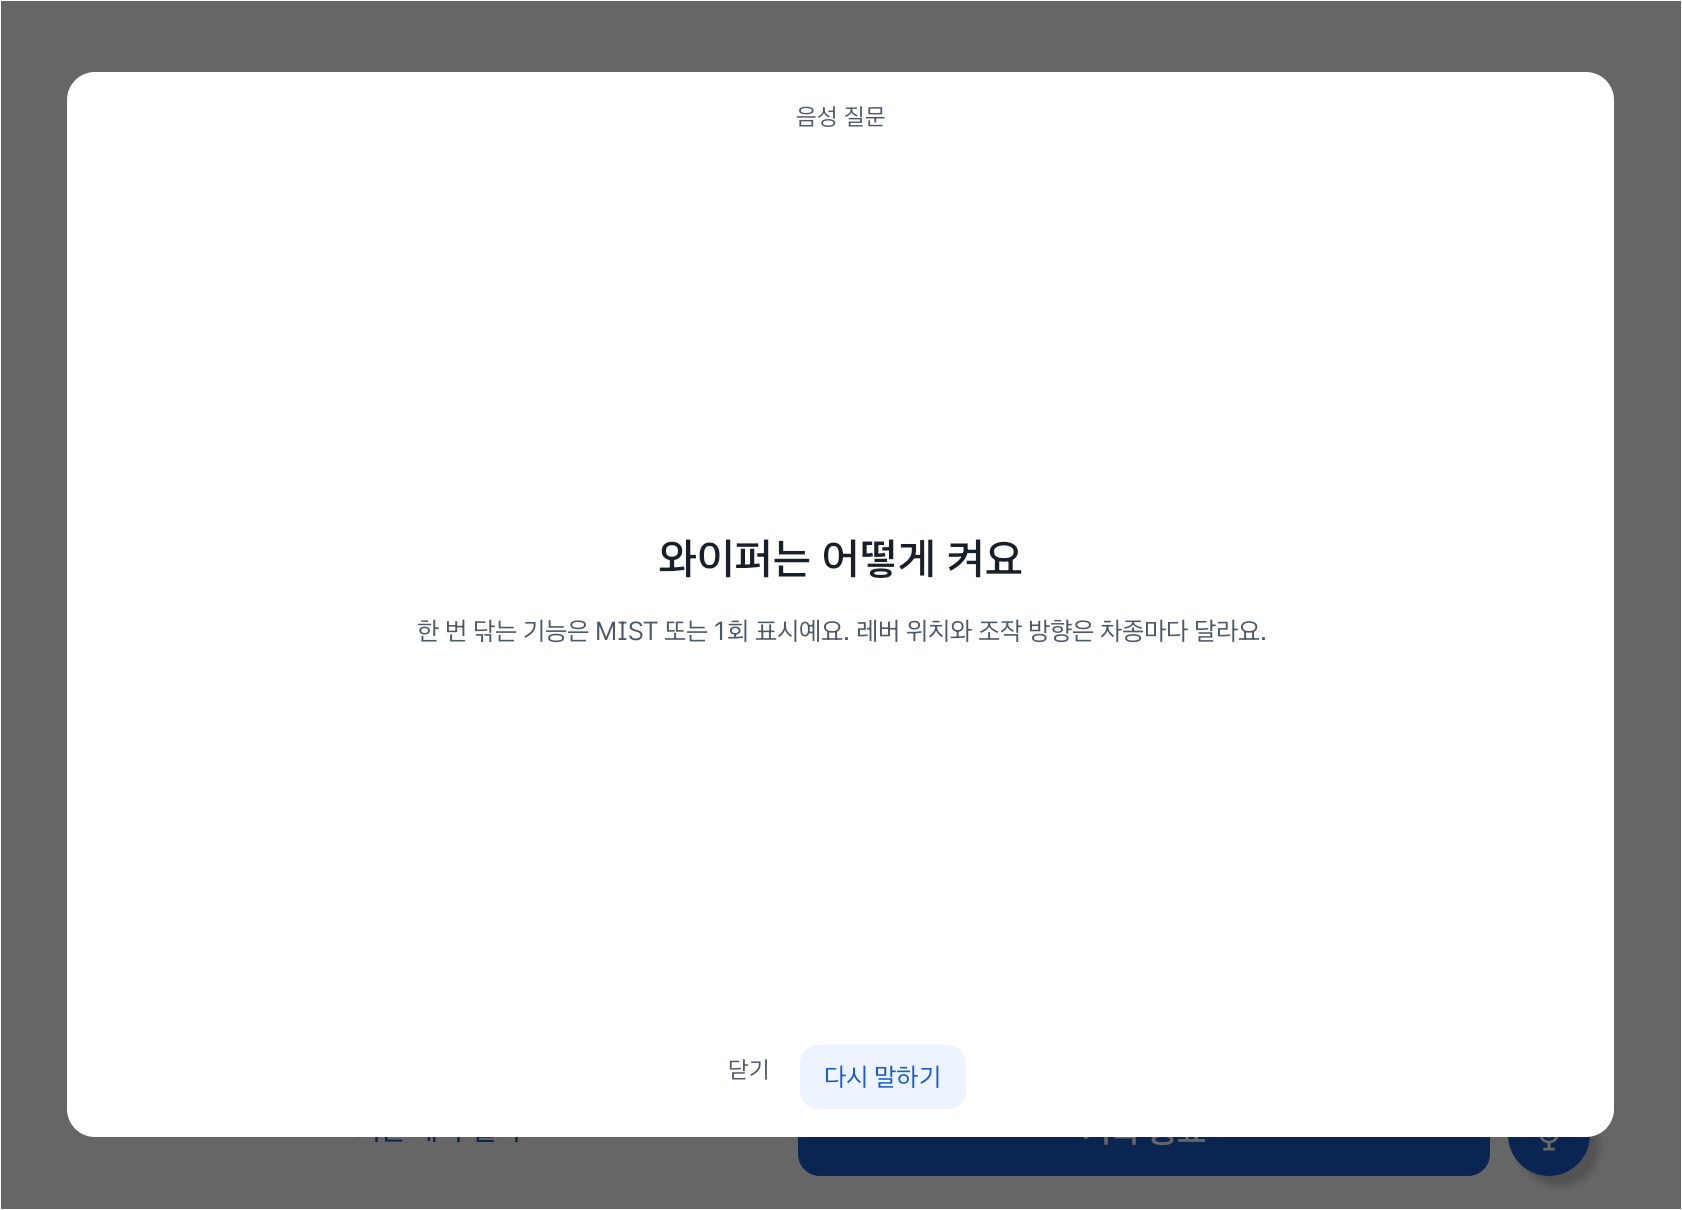 음성 질문
와이퍼는 어떻게 켜요
한 번 닦는 기능은 MIST 또는 1회 표시예요. 레버 위치와 조작 방향은 차종마다 달라요.
닫기
다시 말하기